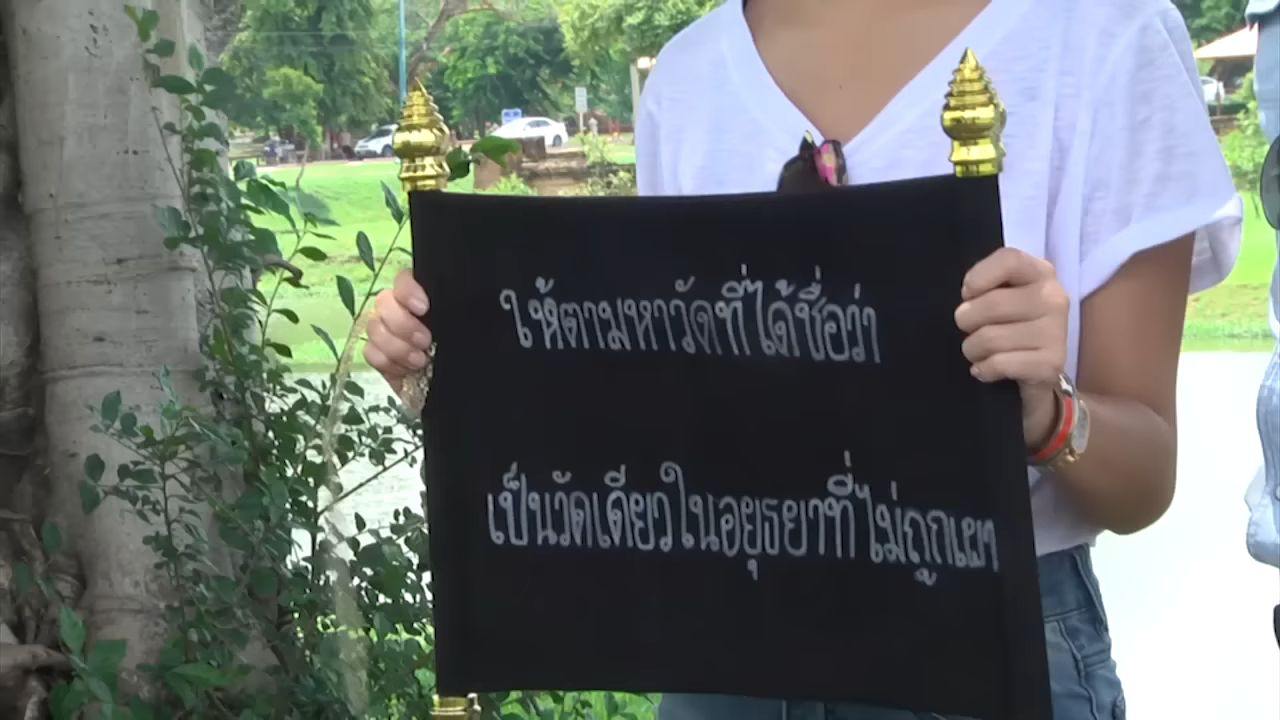 ให้ตามหาวัดที่ได้ชื่อว่า
เป็นวัดเดียวในอยุธยาที่ไม่ถูกเผา